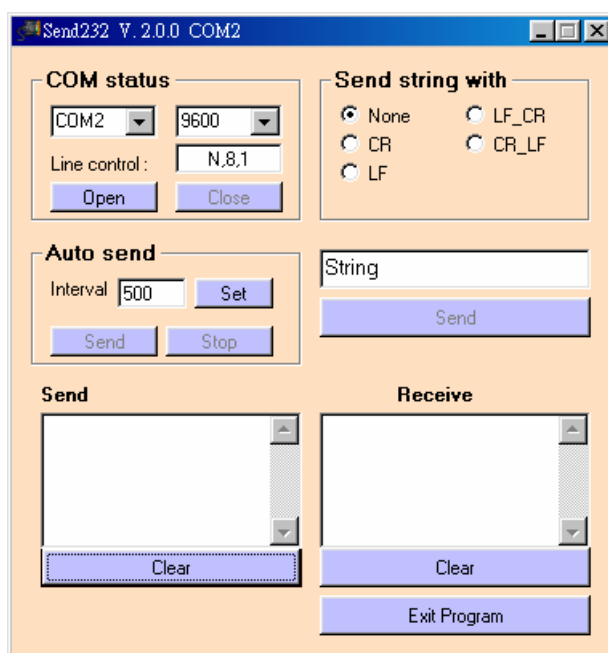 Send232 V. 2.0.0 COM2
COM status
COM2 9600
Line control : N,8,1
Open Close
Send string with
None LF_CR
CR CR_LF
LF
Auto send
Interval 500 Set
Send Stop
String
Send
Send
Clear
Receive
Clear
Exit Program